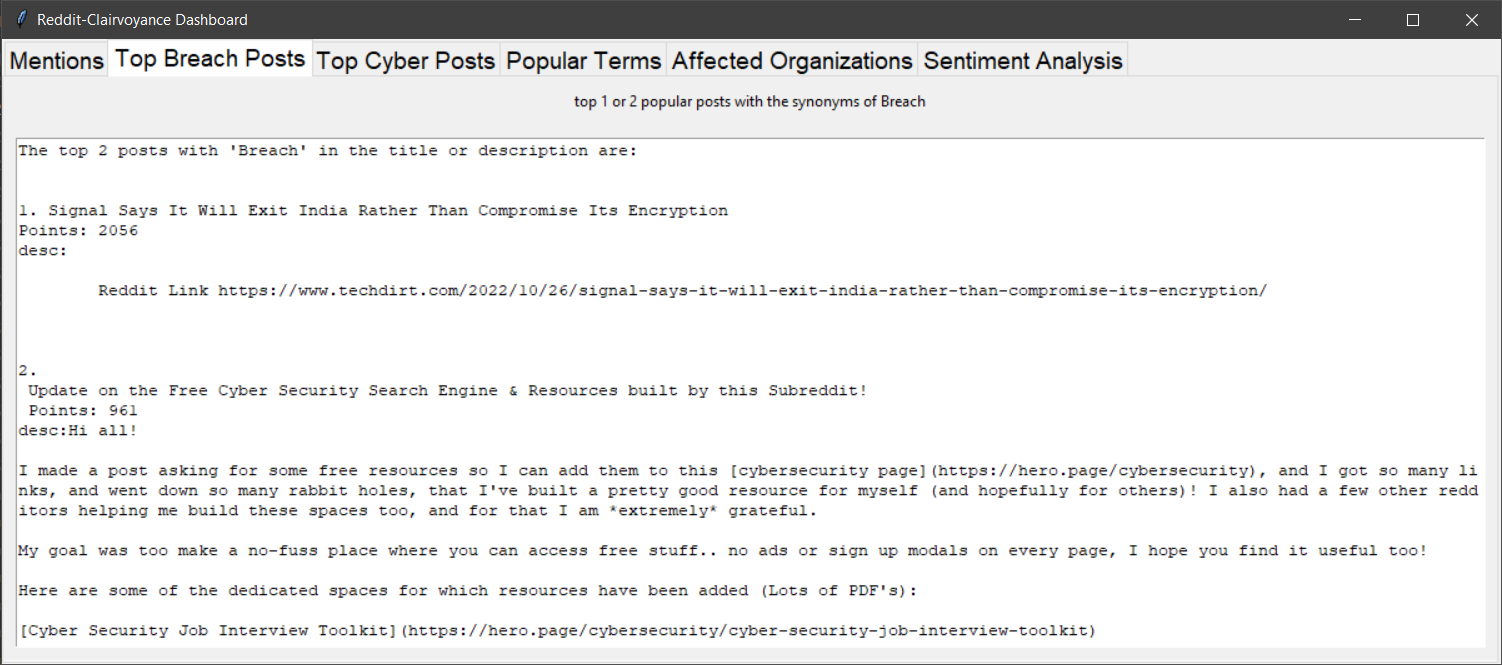 Reddit-Clairvoyance Dashboard
Mentions Top Breach Posts Top Cyber Posts Popular Terms Affected Organizations Sentiment Analysis
top 1 or 2 popular posts with the synonyms of Breach
The top 2 posts with 'Breach' in the title or description are:
1. Signal Says It Will Exit India Rather Than Compromise Its Encryption
Points: 2056
desc:
Reddit Link https://www.techdirt.com/2022/10/26/signal-says-it-will-exit-india-rather-than-compromise-its-encryption/
2.
Update on the Free Cyber Security Search Engine & Resources built by this Subreddit!
Points: 961
desc:Hi all!
I made a post asking for some free resources so I can add them to this [cybersecurity page](https://hero.page/cybersecurity), and I got so many li
nks, and went down so many rabbit holes, that I've built a pretty good resource for myself (and hopefully for others)! I also had a few other redd
itors helping me build these spaces too, and for that I am *extremely* grateful.
My goal was too make a no-fuss place where you can access free stuff.. no ads or sign up modals on every page, I hope you find it useful too!
Here are some of the dedicated spaces for which resources have been added (Lots of PDF's):
[Cyber Security Job Interview Toolkit](https://hero.page/cybersecurity/cyber-security-job-interview-toolkit)